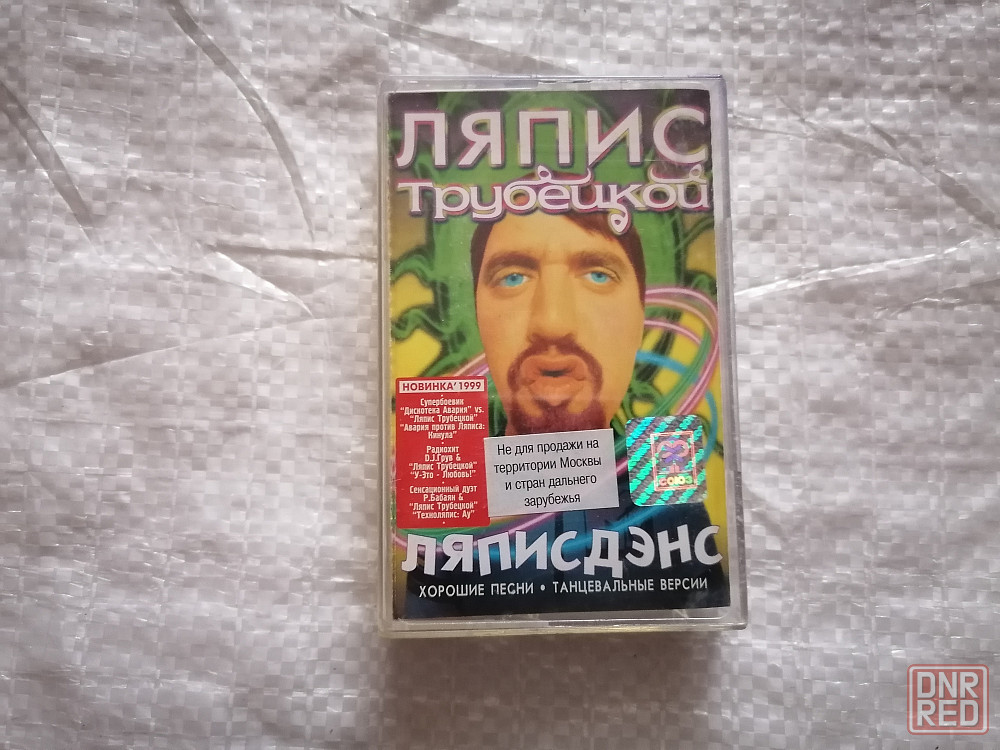 ЛЯПИС
Трубецкой
НОВИНКА'1999
Супербоевик
"Дискотека Авария" vs.
"Ляпис Трубецкой"
"Авария против Ляписа:
Кинула"
Радиохит
D.J.Грув &
"Ляпис Трубецкой"
"У-Это - Любовь!"
Сенсационный дуэт
Р.Бабаян &
"Ляпис Трубецкой"
"Техноляпис: Ау"
Не для продажи на
территории Москвы
и стран дальнего
зарубежья
СОЮЗ
ЛЯПИСДЭНС
ХОРОШИЕ ПЕСНИ • ТАНЦЕВАЛЬНЫЕ ВЕРСИИ
DNR
RED